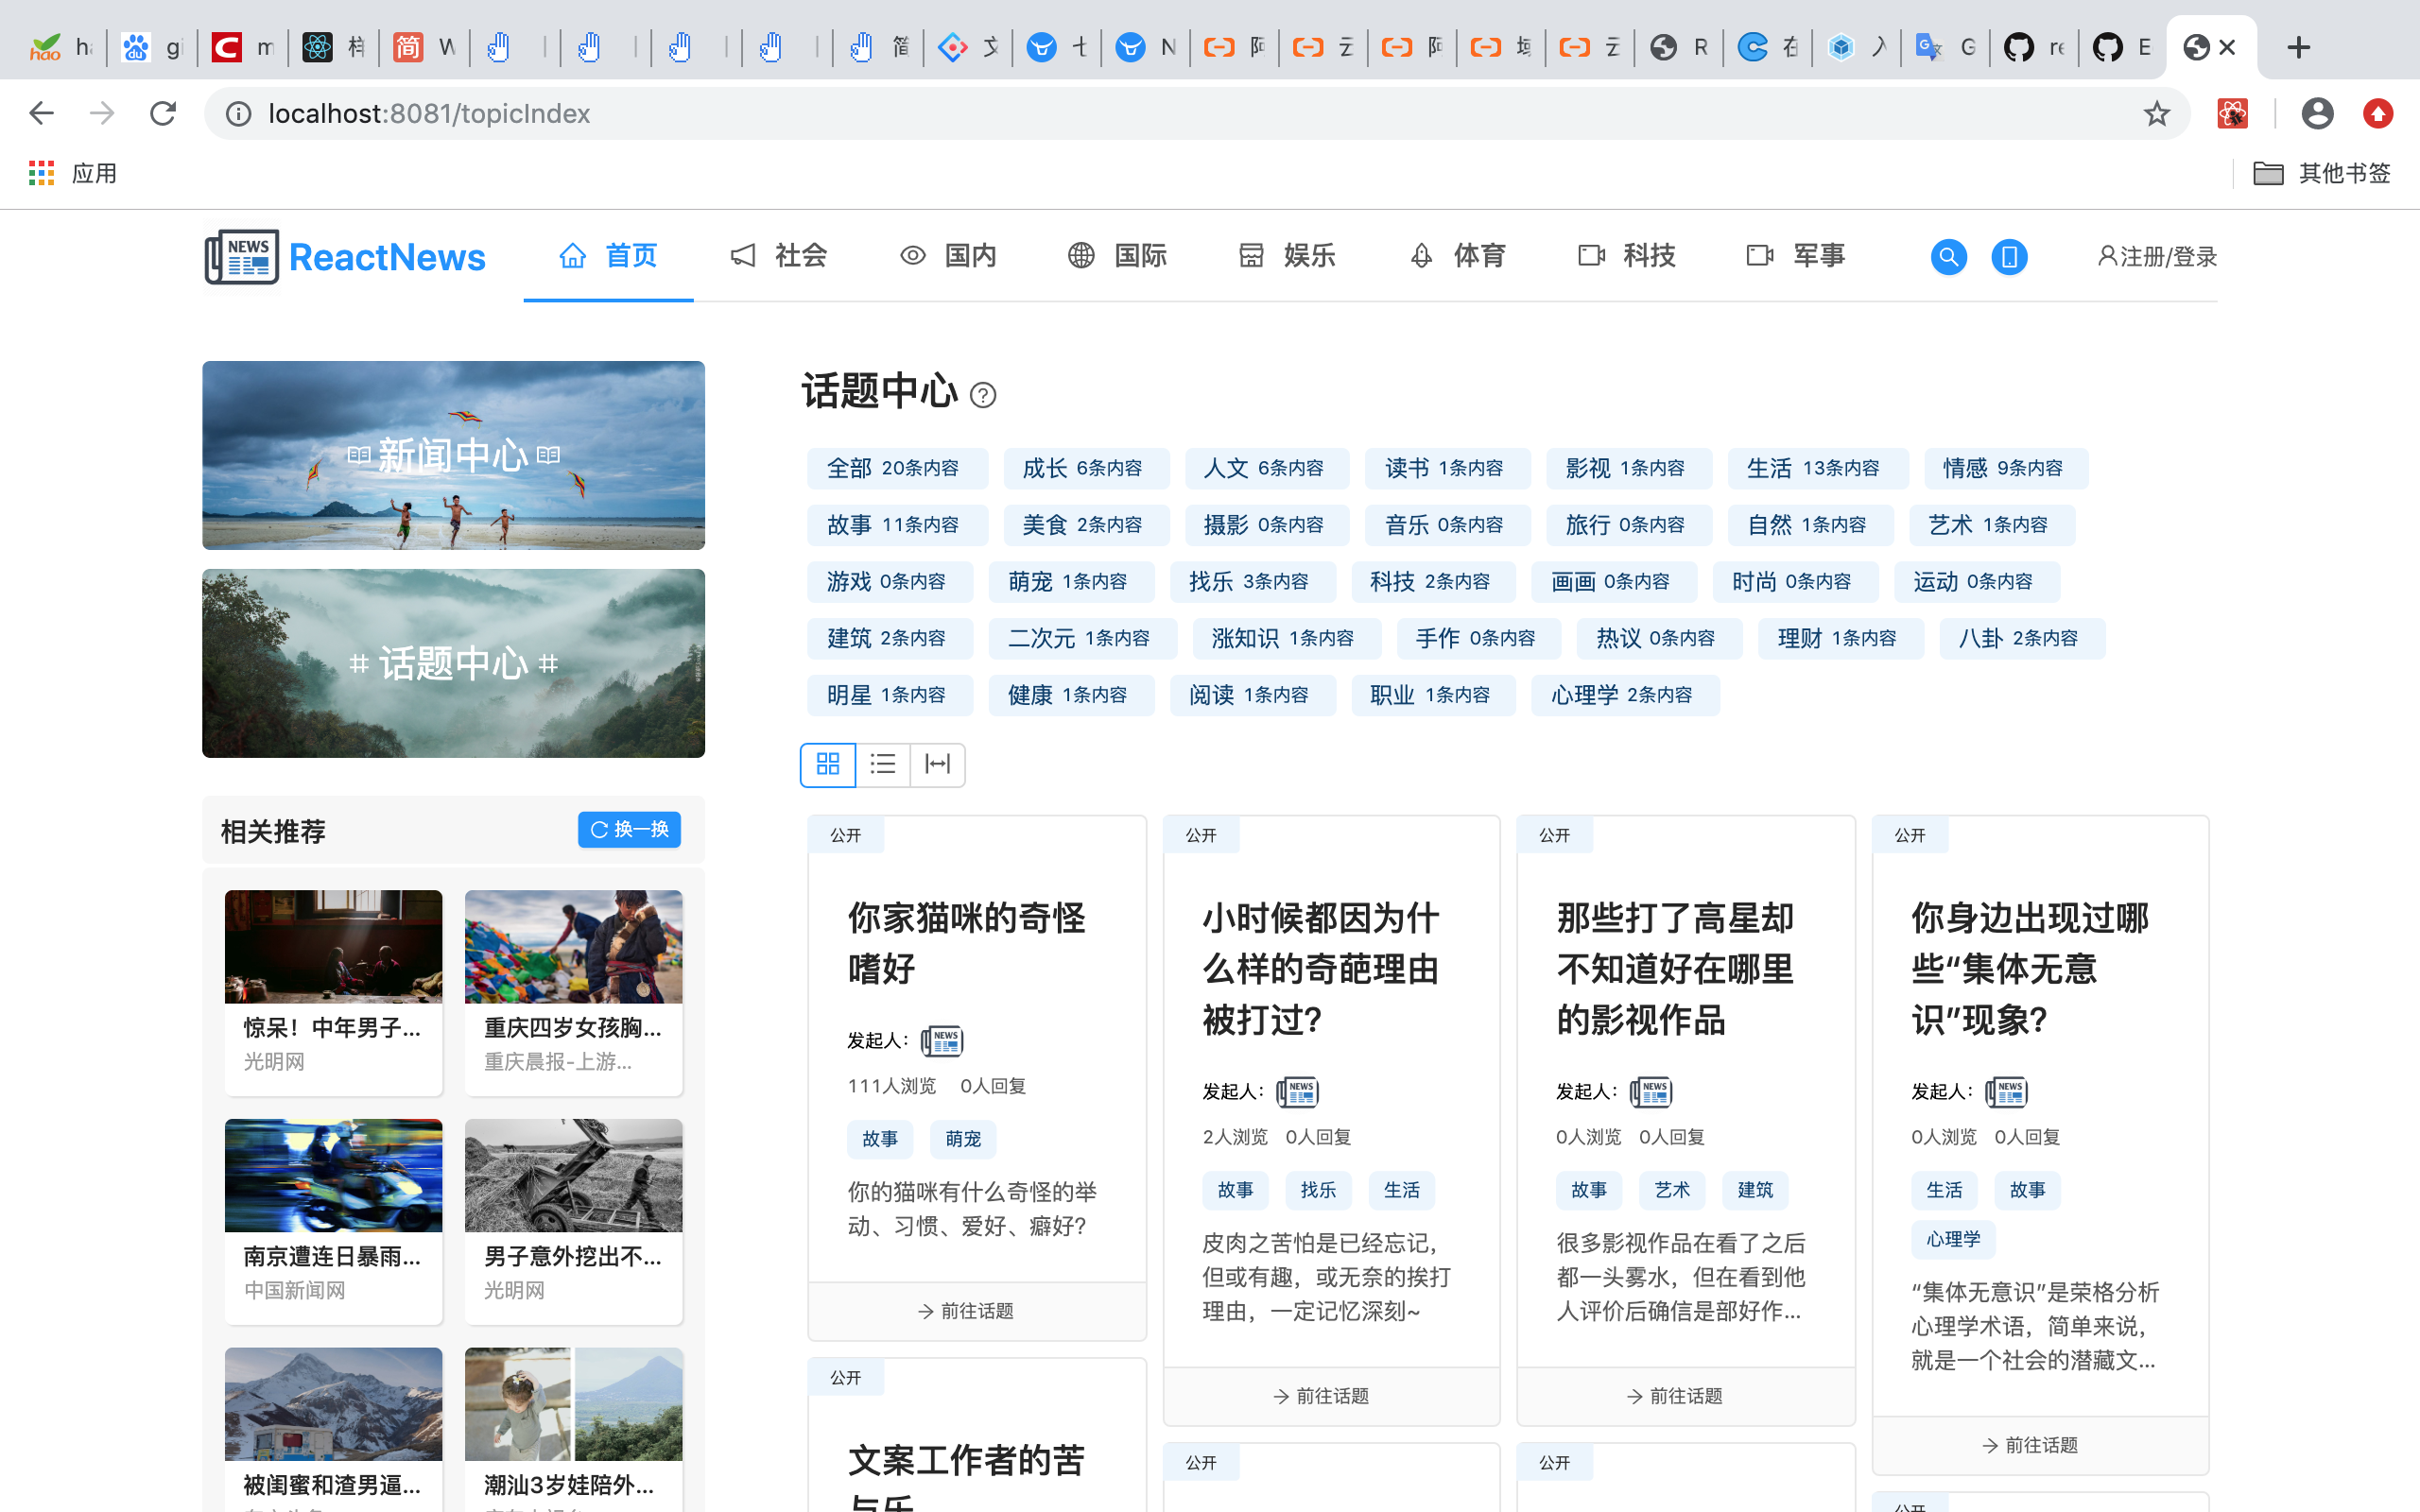 localhost:8081/topicIndex
应用
其他书签
NEWS ReactNews
首页 社会 国内 国际 娱乐 体育 科技 军事 注册/登录
新闻中心
# 话题中心 #
相关推荐 换一换
惊呆！中年男子...
光明网
重庆四岁女孩胸...
重庆晨报-上游...
南京遭连日暴雨...
中国新闻网
男子意外挖出不...
光明网
被闺蜜和渣男逼...
潮汕3岁娃陪外...
话题中心
全部 20条内容 成长 6条内容 人文 6条内容 读书 1条内容 影视 1条内容 生活 13条内容 情感 9条内容
故事 11条内容 美食 2条内容 摄影 0条内容 音乐 0条内容 旅行 0条内容 自然 1条内容 艺术 1条内容
游戏 0条内容 萌宠 1条内容 找乐 3条内容 科技 2条内容 画画 0条内容 时尚 0条内容 运动 0条内容
建筑 2条内容 二次元 1条内容 涨知识 1条内容 手作 0条内容 热议 0条内容 理财 1条内容 八卦 2条内容
明星 1条内容 健康 1条内容 阅读 1条内容 职业 1条内容 心理学 2条内容
公开
你家猫咪的奇怪
嗜好
发起人： NEWS
111人浏览 0人回复
故事 萌宠
你的猫咪有什么奇怪的举
动、习惯、爱好、癖好?
→ 前往话题
公开
文案工作者的苦
与乐
公开
小时候都因为什
么样的奇葩理由
被打过?
发起人： NEWS
2人浏览 0人回复
故事 找乐 生活
皮肉之苦怕是已经忘记，
但或有趣，或无奈的挨打
理由，一定记忆深刻~
→ 前往话题
公开
公开
那些打了高星却
不知道好在哪里
的影视作品
发起人： NEWS
0人浏览 0人回复
故事 艺术 建筑
很多影视作品在看了之后
都一头雾水，但在看到他
人评价后确信是部好作...
→ 前往话题
公开
公开
你身边出现过哪
些“集体无意
识”现象?
发起人： NEWS
0人浏览 0人回复
生活 故事
心理学
“集体无意识”是荣格分析
心理学术语，简单来说，
就是一个社会的潜藏文...
→ 前往话题
公开